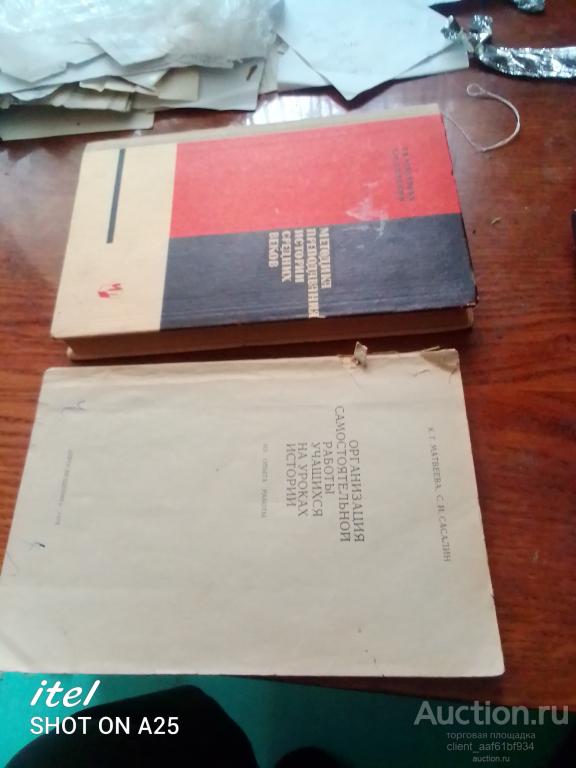 МЕТОДИКА
ПРЕПОДАВАНИЯ
ИСТОРИИ
СРЕДНИХ
ВЕКОВ
К. Г. МАТВЕЕВА, С. И. САСАЛИН
ОРГАНИЗАЦИЯ
САМОСТОЯТЕЛЬНОЙ
РАБОТЫ
УЧАЩИХСЯ
НА УРОКАХ
ИСТОРИИ
ИЗ ОПЫТА РАБОТЫ
itel
SHOT ON A25
Auction.ru
торговая площадка
client_aaf61bf934
auction.ru